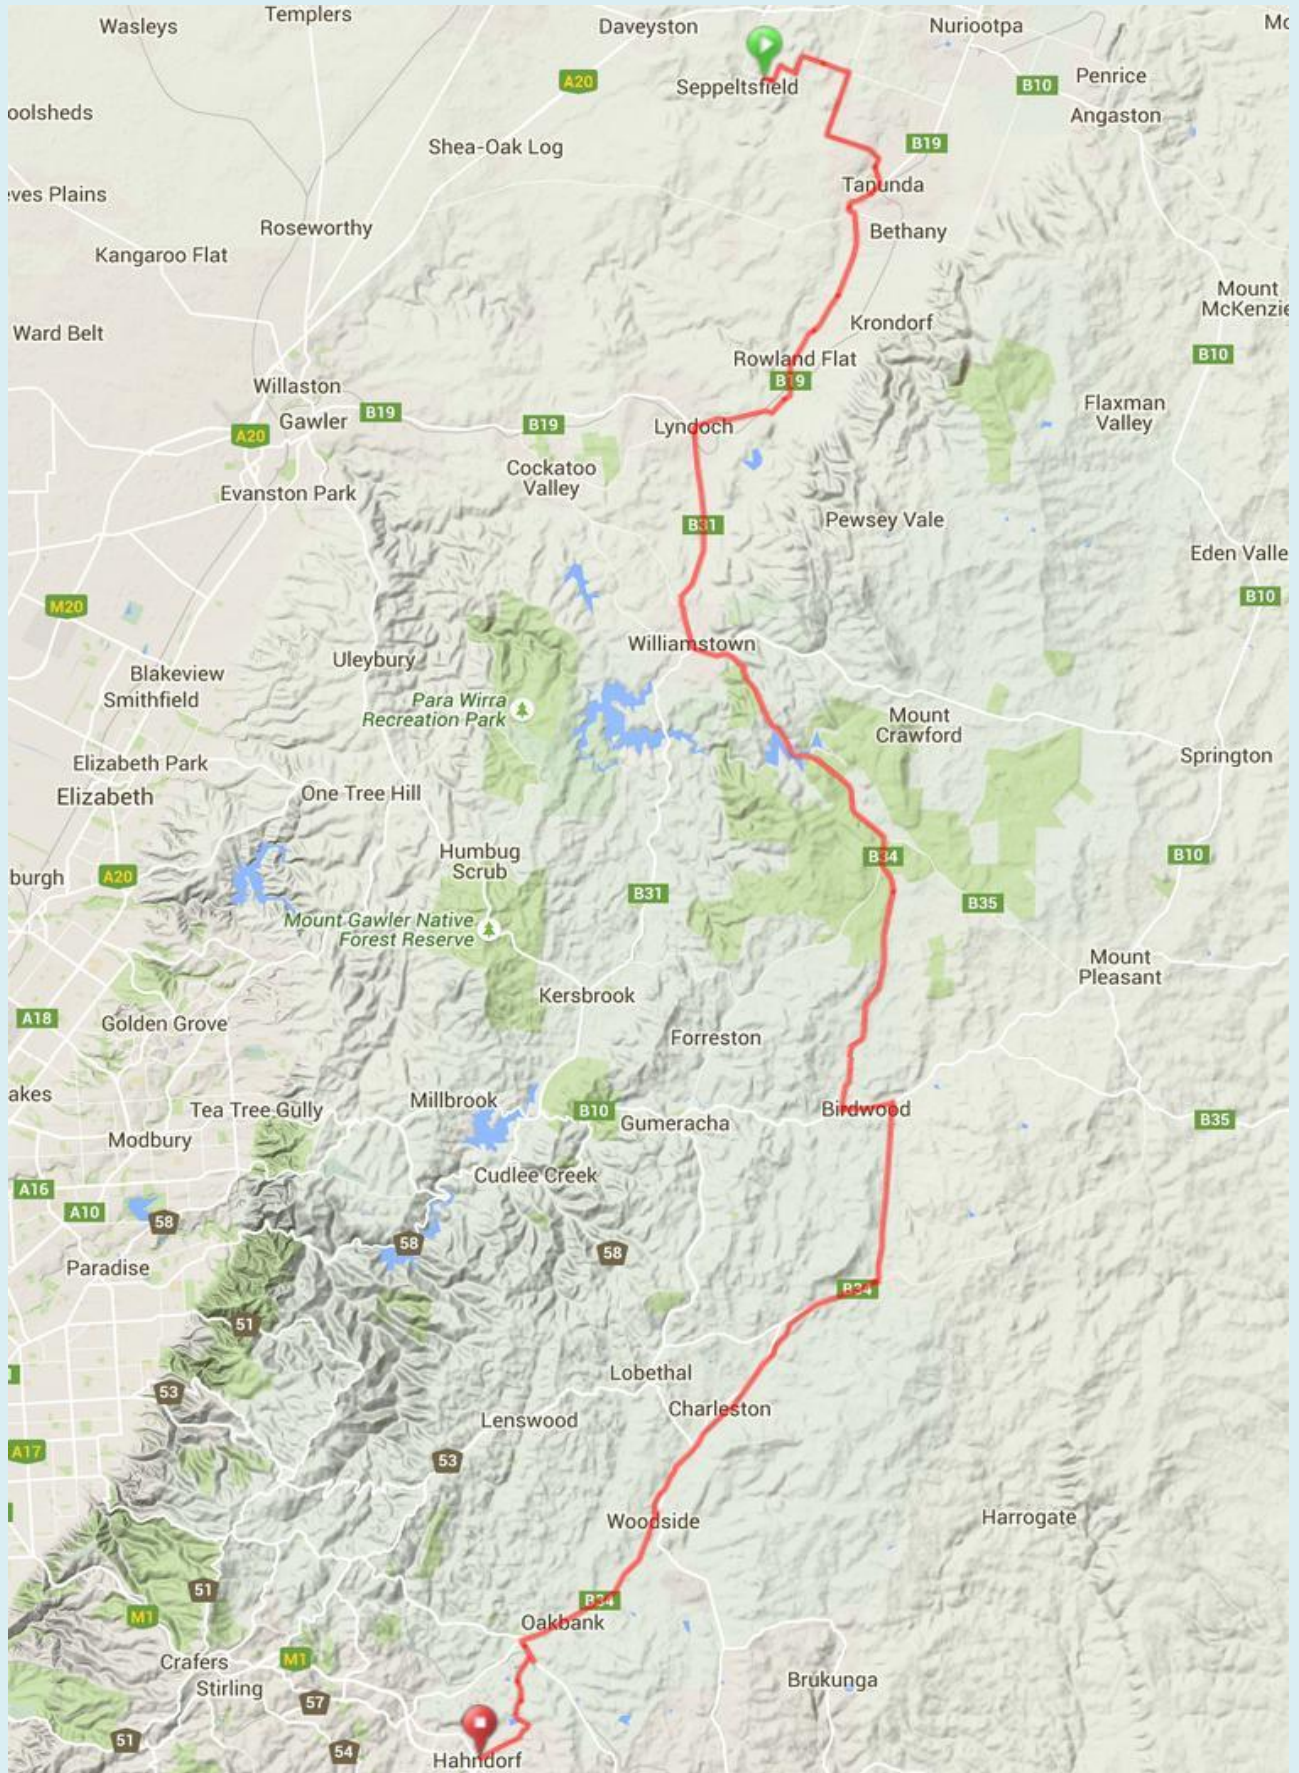 Templers
Wasleys
Daveyston
Nuriootpa
Mc
A20
Seppeltsfield
B10
Penrice
oolsheds
Angaston
Shea-Oak Log
B19
Tanunda
eves Plains
Roseworthy
Bethany
Kangaroo Flat
Mount
McKenzie
Ward Belt
Krondorf
Rowland Flat
B10
B19
Willaston
Gawler
B19
B19
Lyndoch
Flaxman
Valley
A20
Cockatoo
Valley
Evanston Park
B31
Pewsey Vale
Eden Valle
M20
B10
Williamstown
Uleybury
Blakeview
Smithfield
Para Wirra
Recreation Park
Mount
Crawford
Springton
Elizabeth Park
Elizabeth
One Tree Hill
Humbug
Scrub
B34
B10
burgh
A20
B31
B35
Mount Gawler Native
Forest Reserve
Mount
Pleasant
Kersbrook
A18
Golden Grove
Forreston
akes
Millbrook
Tea Tree Gully
B10
Gumeracha
Birdwood
B35
Modbury
Cudlee Creek
A16
A10
58
58
58
Paradise
B34
51
Lobethal
53
Charleston
Lenswood
A17
53
Woodside
Harrogate
51
B34
M1
Oakbank
Crafers
M1
Stirling
Brukunga
57
51
54
Hahndorf